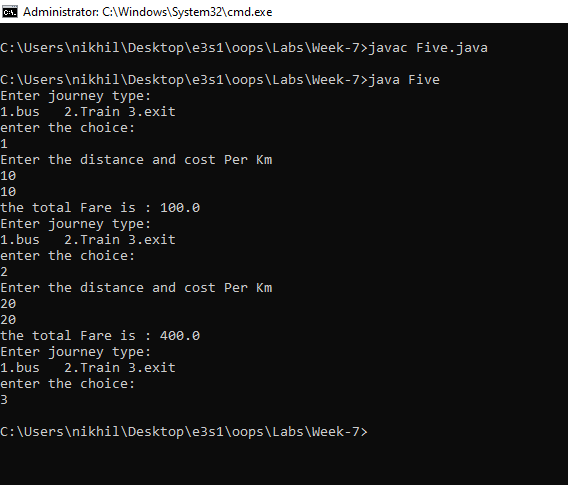 Administrator: C:\Windows\System32\cmd.exe
C:\Users\nikhil\Desktop\e3s1\oops\Labs\Week-7>javac Five.java
C:\Users\nikhil\Desktop\e3s1\oops\Labs\Week-7>java Five
Enter journey type:
1.bus   2.Train 3.exit
enter the choice:
1
Enter the distance and cost Per Km
10
10
the total Fare is : 100.0
Enter journey type:
1.bus   2.Train 3.exit
enter the choice:
2
Enter the distance and cost Per Km
20
20
the total Fare is : 400.0
Enter journey type:
1.bus   2.Train 3.exit
enter the choice:
3
C:\Users\nikhil\Desktop\e3s1\oops\Labs\Week-7>